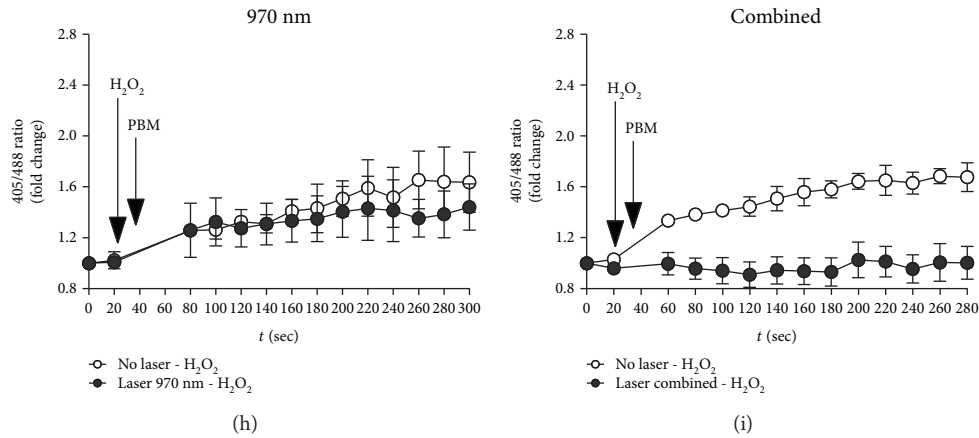 970 nm
2.8
2.4
2.0
1.6
1.2
0.8
405/488 ratio
(fold change)
H₂O₂
PBM
0 20 40 60 80 100 120 140 160 180 200 220 240 260 280 300
t (sec)
No laser - H₂O₂
Laser 970 nm - H₂O₂
(h)
Combined
2.8
2.4
2.0
1.6
1.2
0.8
405/488 ratio
(fold change)
H₂O₂
PBM
0 20 40 60 80 100 120 140 160 180 200 220 240 260 280
t (sec)
No laser - H₂O₂
Laser combined - H₂O₂
(i)